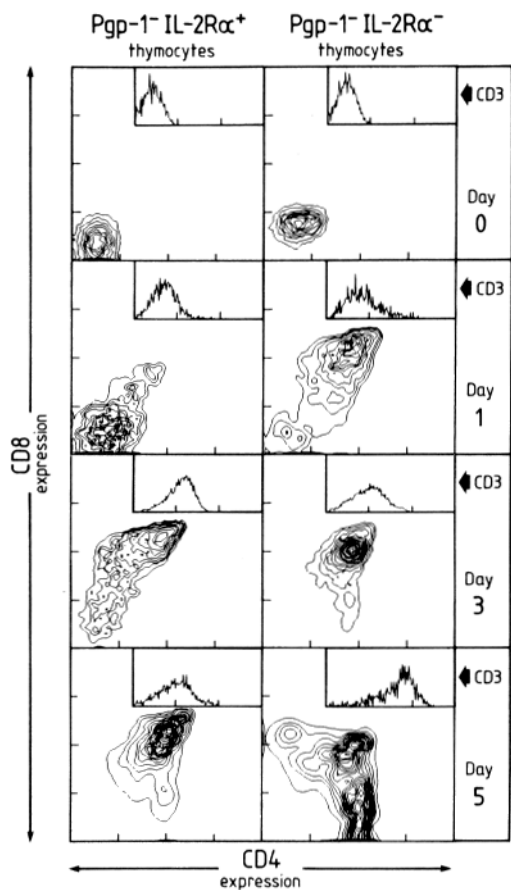 Pgp-1⁻ IL-2Rα⁺
thymocytes
Pgp-1⁻ IL-2Rα⁻
thymocytes
CD3
Day
0
CD3
Day
1
CD8
expression
CD3
Day
3
CD3
Day
5
CD4
expression